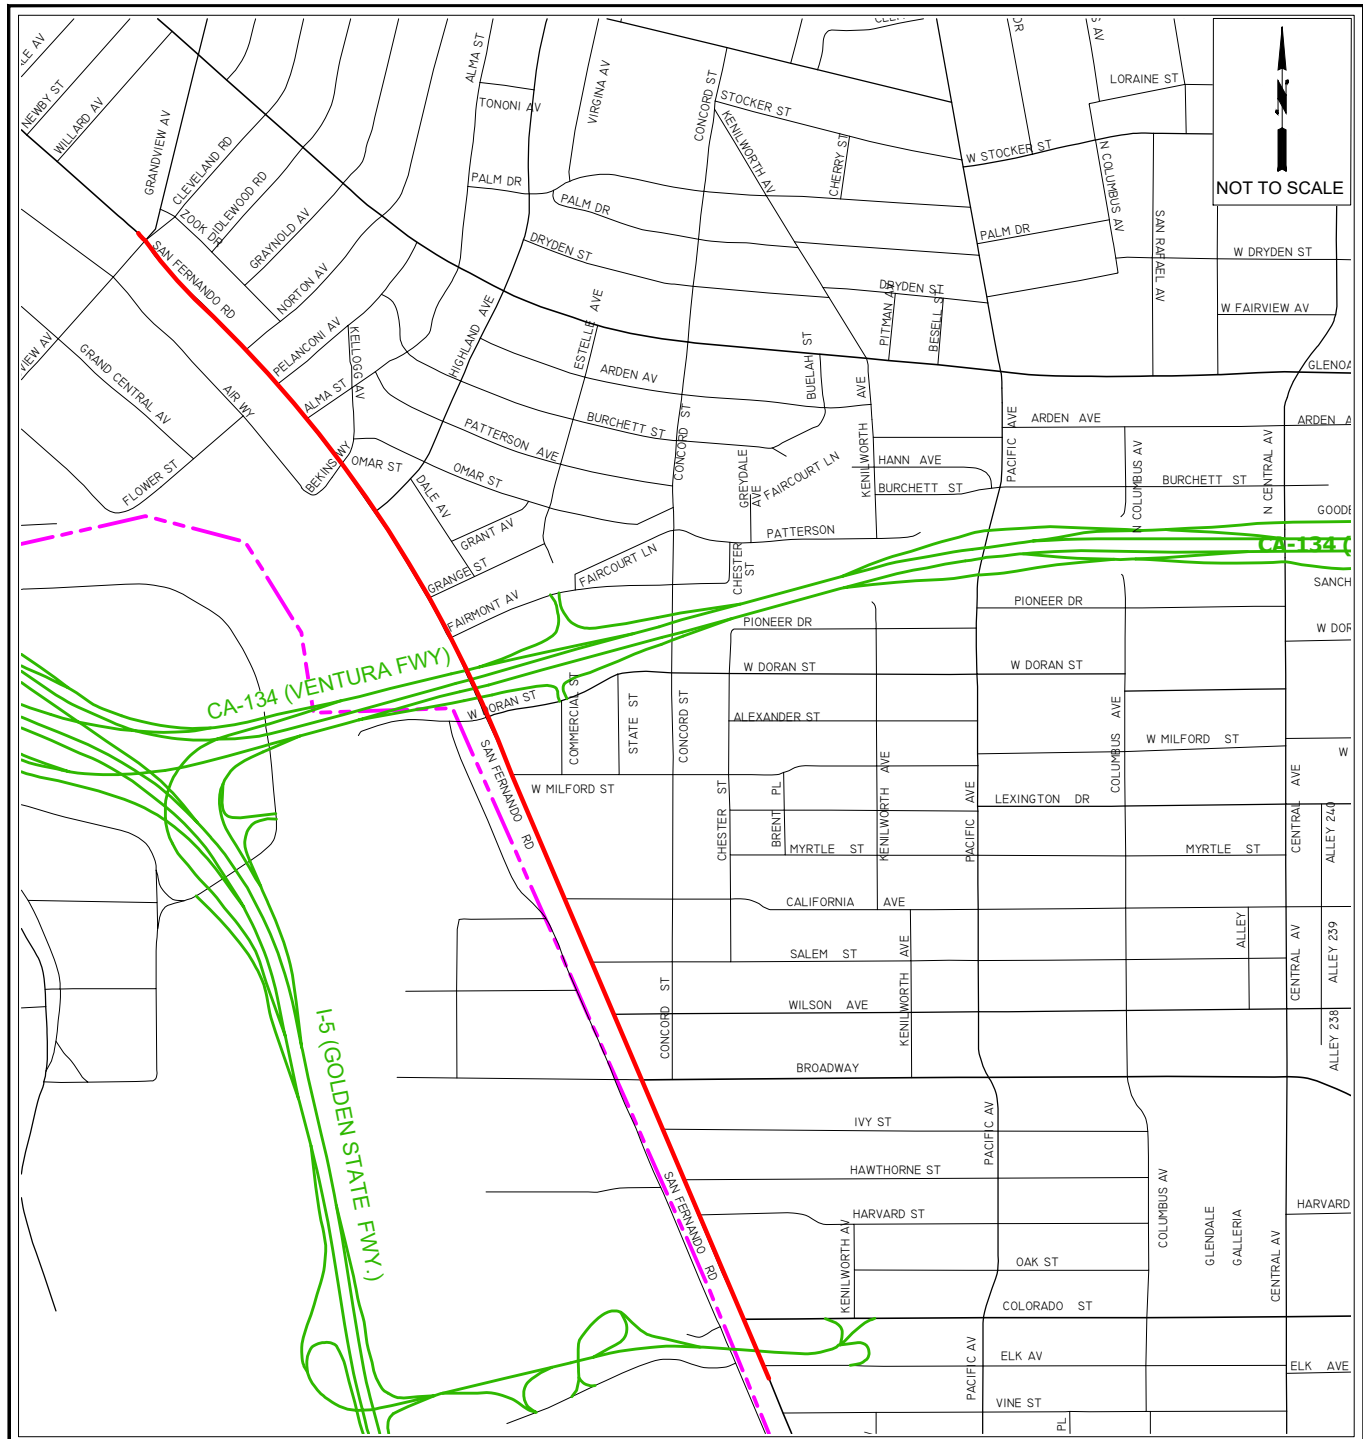 NEWBY ST
WILLARD AV
GRANDVIEW AV
CLEVELAND RD
ZOOK DR
IDLEWOOD RD
GRAYNOLD AV
NORTON AV
ALMA ST
TONONI AV
VIRGINA AV
CONCORD ST
STOCKER ST
KENILWORTH AV
CHERRY ST
W STOCKER ST
LORAINE ST
N COLUMBUS AV
NOT TO SCALE
PALM DR
PALM DR
PALM DR
DRYDEN ST
DRYDEN ST
SAN RAFAEL AV
W DRYDEN ST
W FAIRVIEW AV
SAN FERNANDO RD
PELANCONI AV
KELLOGG AV
HIGHLAND AVE
ESTELLE AVE
PITMAN AV
BESELL ST
BUELAH ST
GLENOA
VIEW AV
GRAND CENTRAL AV
AIR WY
ALMA ST
ARDEN AV
BURCHETT ST
PATTERSON AVE
CONCORD ST
KENILWORTH AVE
PACIFIC AVE
ARDEN AVE
ARDEN A
FLOWER ST
BEKINS WY
OMAR ST
OMAR ST
DALE AV
GRANT AV
GREYDALE AVE
FAIRCOURT LN
HANN AVE
BURCHETT ST
N COLUMBUS AV
BURCHETT ST
N CENTRAL AV
GOODE
PATTERSON
CA-134 (
GRANGE ST
FAIRCOURT LN
CHESTER ST
FAIRMONT AV
SANCH
PIONEER DR
PIONEER DR
W DOR
CA-134 (VENTURA FWY)
W DORAN ST
W DORAN ST
W DORAN ST
COMMERCIAL ST
STATE ST
CONCORD ST
ALEXANDER ST
COLUMBUS AVE
W MILFORD ST
W
SAN FERNANDO RD
W MILFORD ST
CHESTER ST
BRENT PL
KENILWORTH AVE
PACIFIC AVE
LEXINGTON DR
CENTRAL AVE
ALLEY 240
MYRTLE ST
MYRTLE ST
CALIFORNIA AVE
ALLEY
SALEM ST
KENILWORTH AVE
CENTRAL AV
ALLEY 239
CONCORD ST
WILSON AVE
ALLEY 238
I-5 (GOLDEN STATE FWY.)
BROADWAY
IVY ST
PACIFIC AV
HAWTHORNE ST
SAN FERNANDO RD
HARVARD ST
COLUMBUS AV
GLENDALE
GALLERIA
HARVARD
KENILWORTH AV
OAK ST
CENTRAL AV
COLORADO ST
PACIFIC AV
ELK AV
ELK AVE
VINE ST
PL